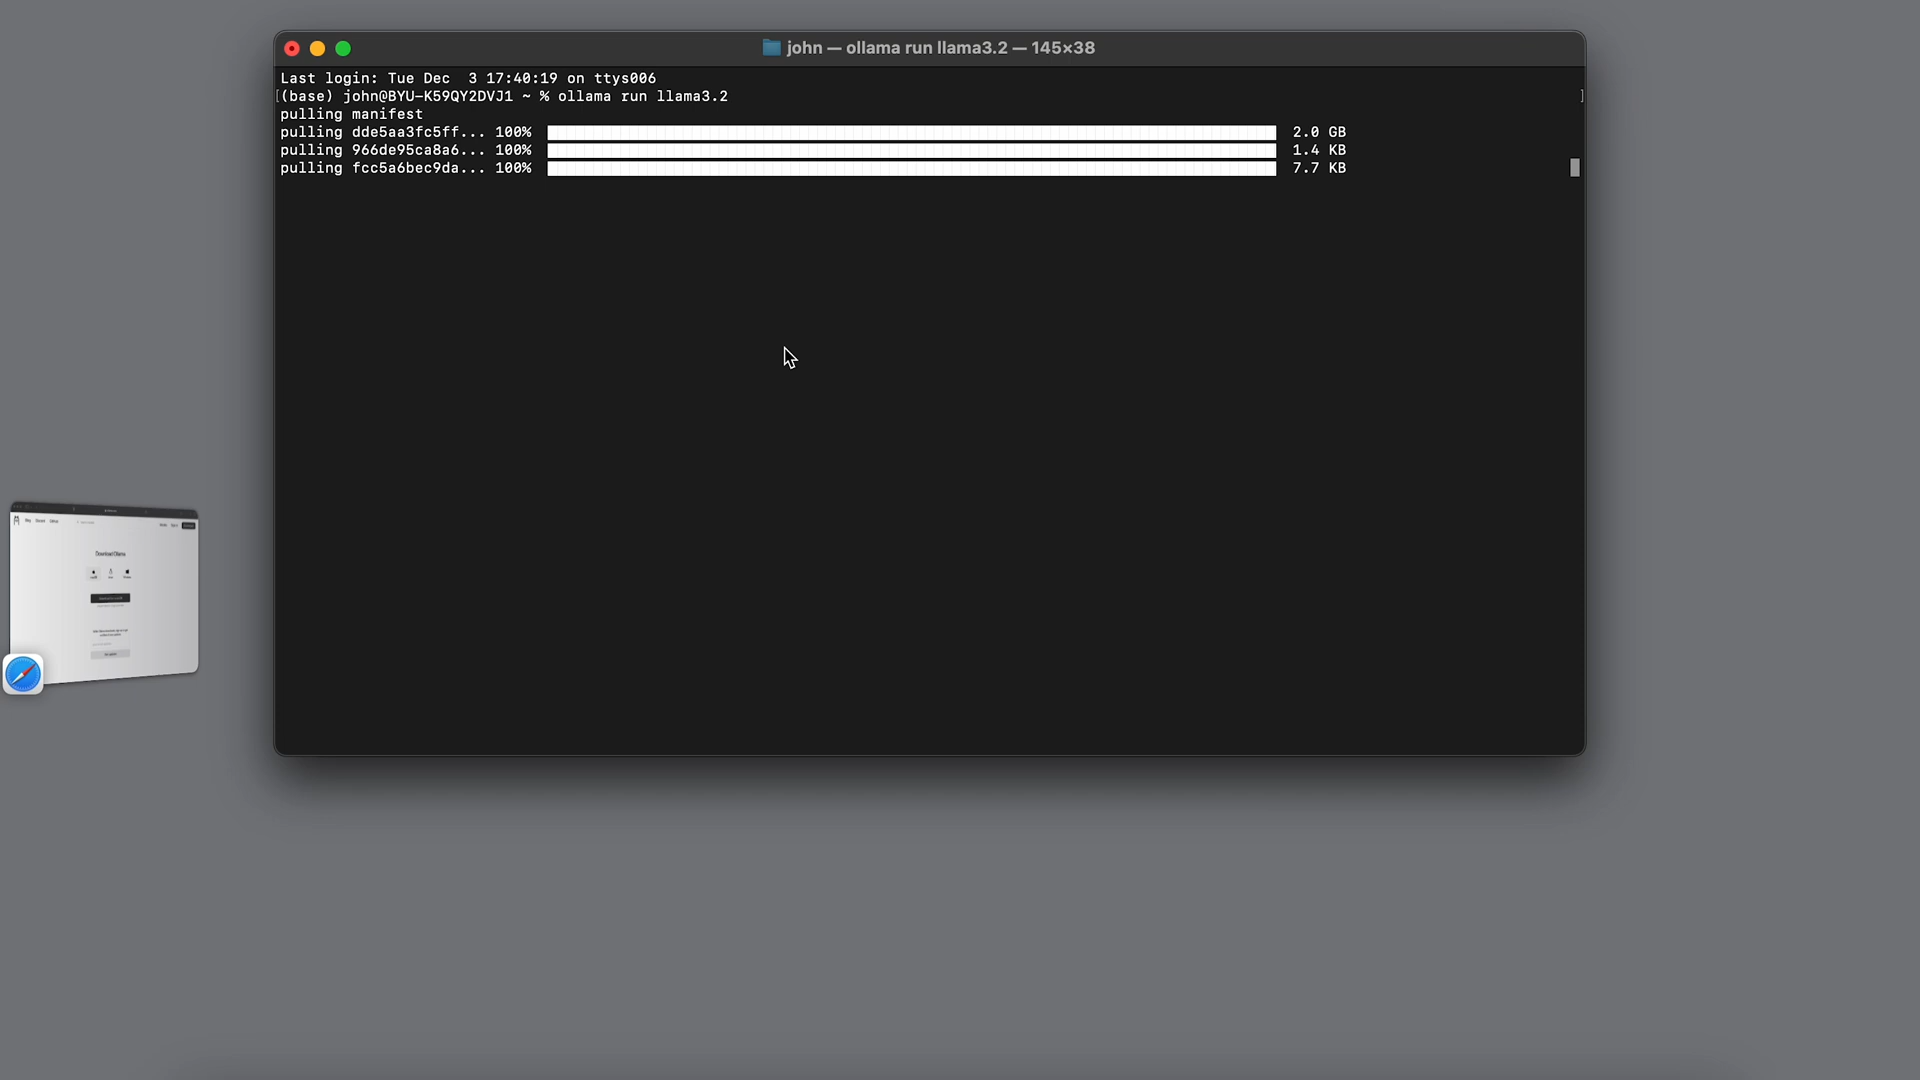 john — ollama run llama3.2 — 145×38
Last login: Tue Dec  3 17:40:19 on ttys006
[(base) john@BYU-K59QY2DVJ1 ~ % ollama run llama3.2 ]
pulling manifest
pulling dde5aa3fc5ff... 100% 2.0 GB
pulling 966de95ca8a6... 100% 1.4 KB
pulling fcc5a6bec9da... 100% 7.7 KB
Download Ollama